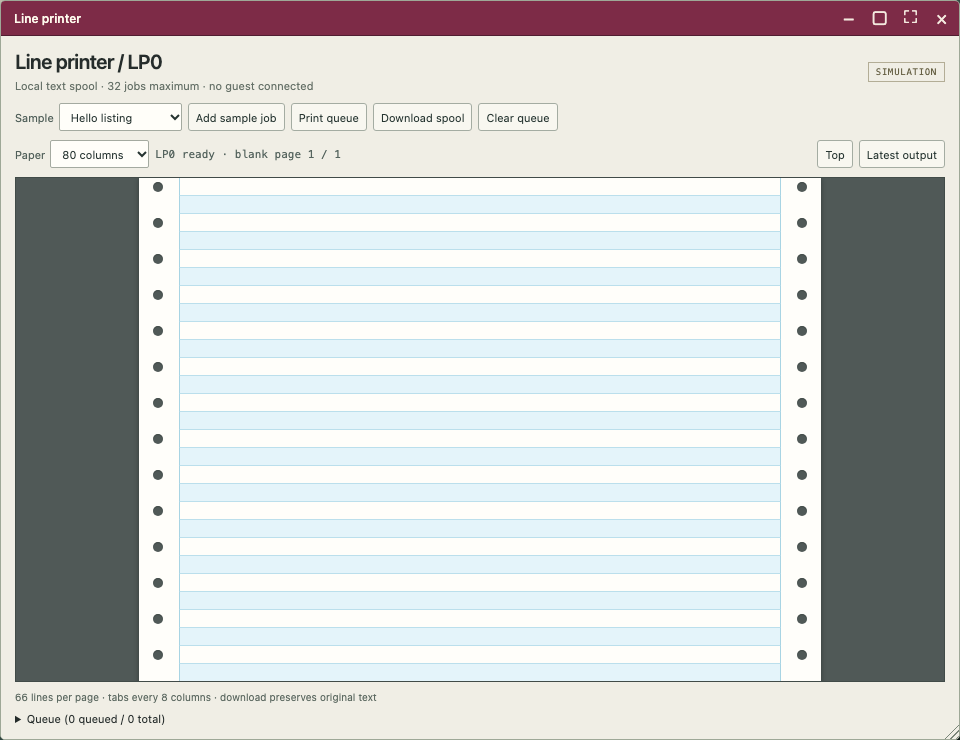 Line printer
Line printer / LP0
Local text spool · 32 jobs maximum · no guest connected
SIMULATION
Sample Hello listing Add sample job Print queue Download spool Clear queue
Paper 80 columns LP0 ready · blank page 1 / 1 Top Latest output
66 lines per page · tabs every 8 columns · download preserves original text
Queue (0 queued / 0 total)